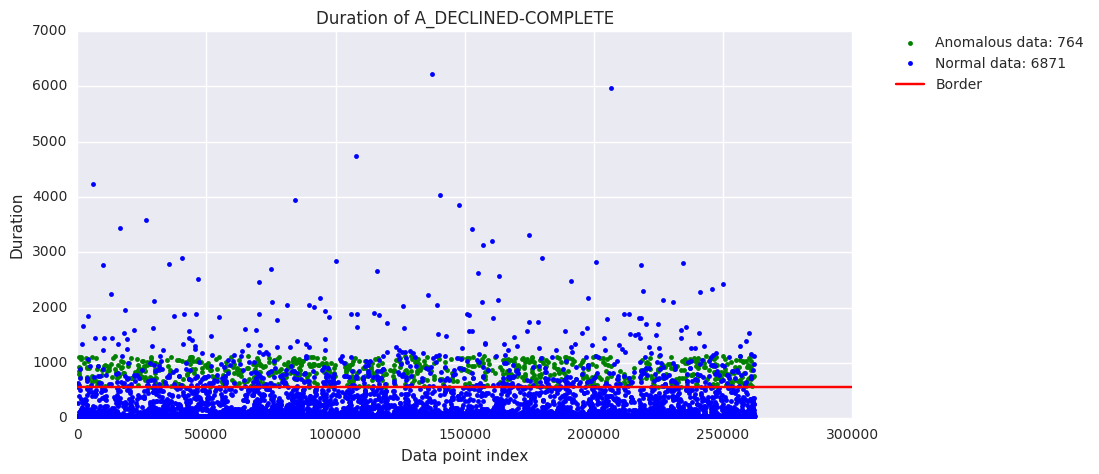 Duration of A_DECLINED-COMPLETE
7000
6000
5000
4000
3000
2000
1000
0
Duration
0 50000 100000 150000 200000 250000 300000
Data point index
Anomalous data: 764
Normal data: 6871
Border